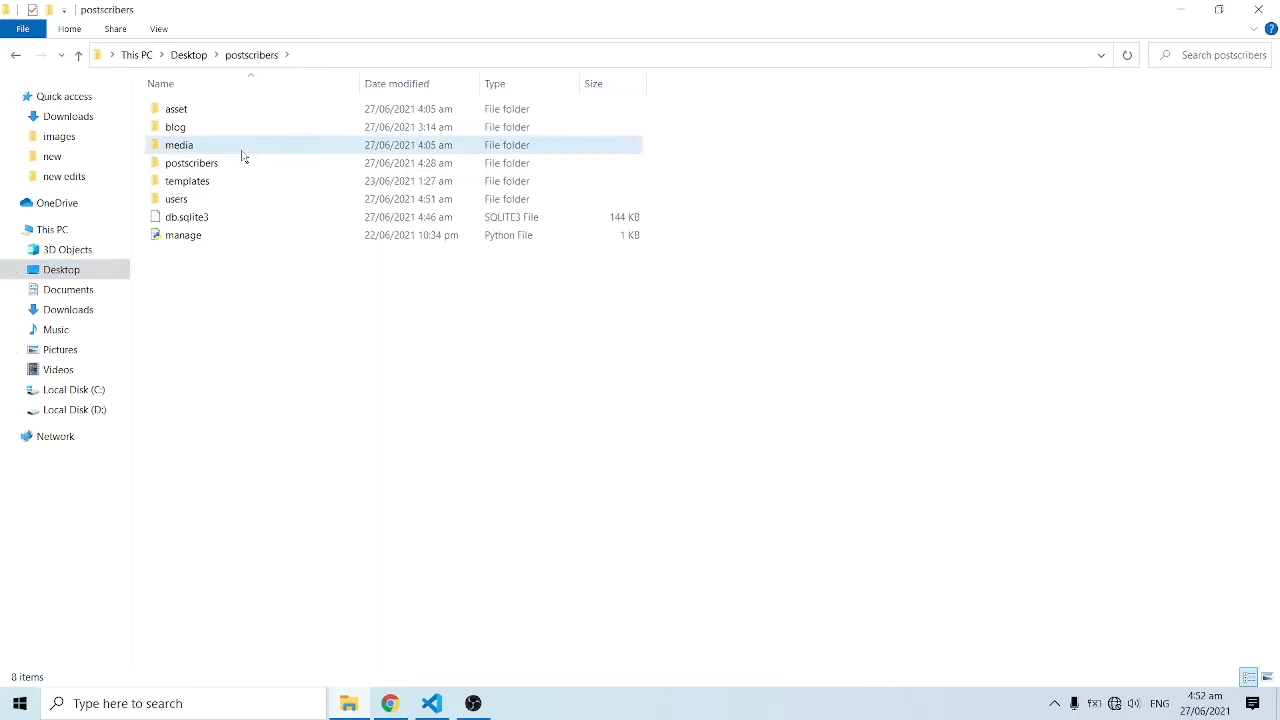 postscribers
File Home Share View
This PC Desktop postscribers
Search postscribers
Name Date modified Type Size
Quick access
Downloads
images
new
new edits
OneDrive
This PC
3D Objects
Desktop
Documents
Downloads
Music
Pictures
Videos
Local Disk (C:)
Local Disk (D:)
Network
asset 27/06/2021 4:05 am File folder
blog 27/06/2021 3:14 am File folder
media 27/06/2021 4:05 am File folder
postscribers 27/06/2021 4:28 am File folder
templates 23/06/2021 1:27 am File folder
users 27/06/2021 4:51 am File folder
db.sqlite3 27/06/2021 4:46 am SQLITE3 File 144 KB
manage 22/06/2021 10:34 pm Python File 1 KB
8 items
Type here to search
ENG
4:52 am
27/06/2021